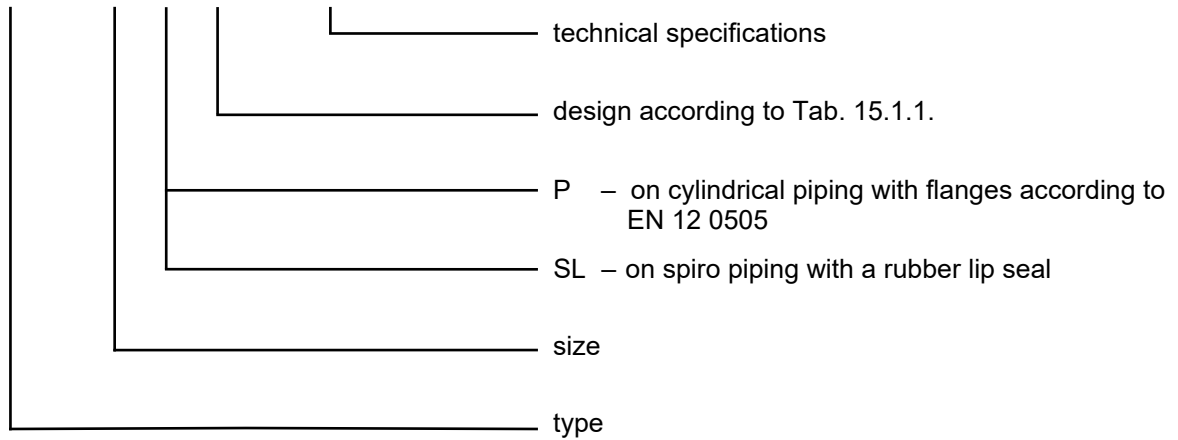 technical specifications
design according to Tab. 15.1.1.
P – on cylindrical piping with flanges according to
EN 12 0505
SL – on spiro piping with a rubber lip seal
size
type